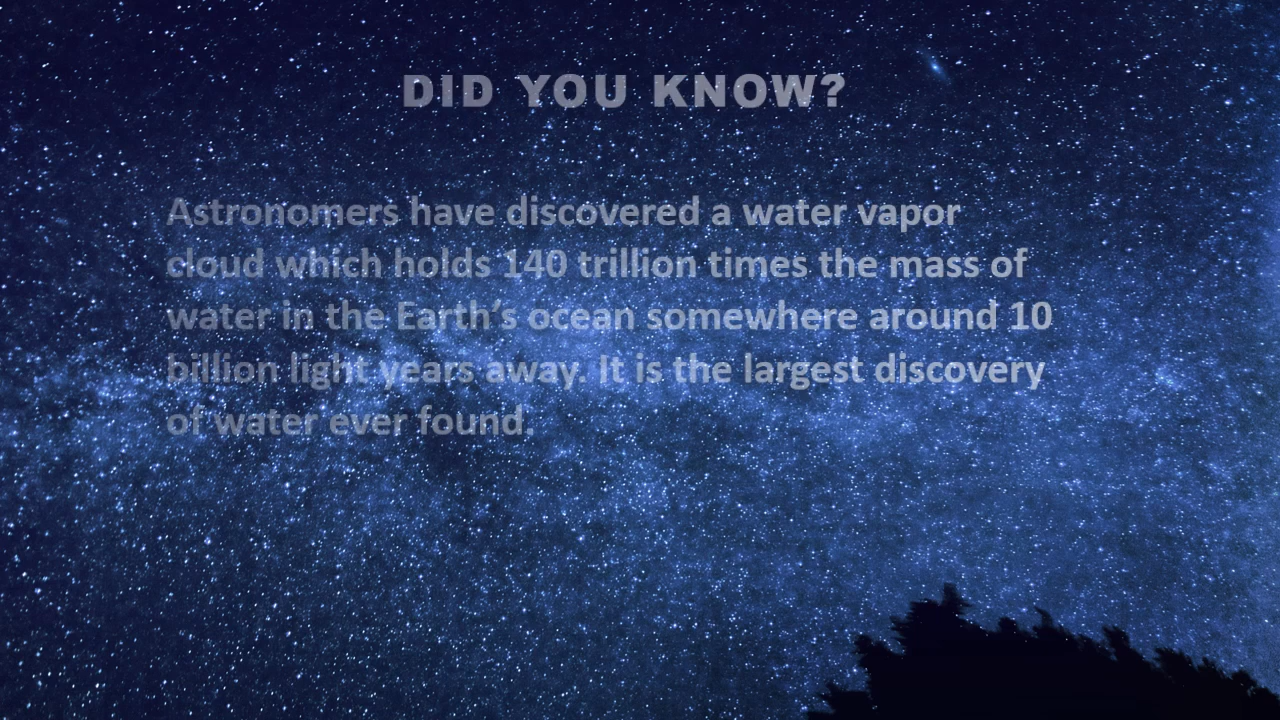 DID YOU KNOW?
Astronomers have discovered a water vapor
cloud which holds 140 trillion times the mass of
water in the Earth’s ocean somewhere around 10
billion light years away. It is the largest discovery
of water ever found.